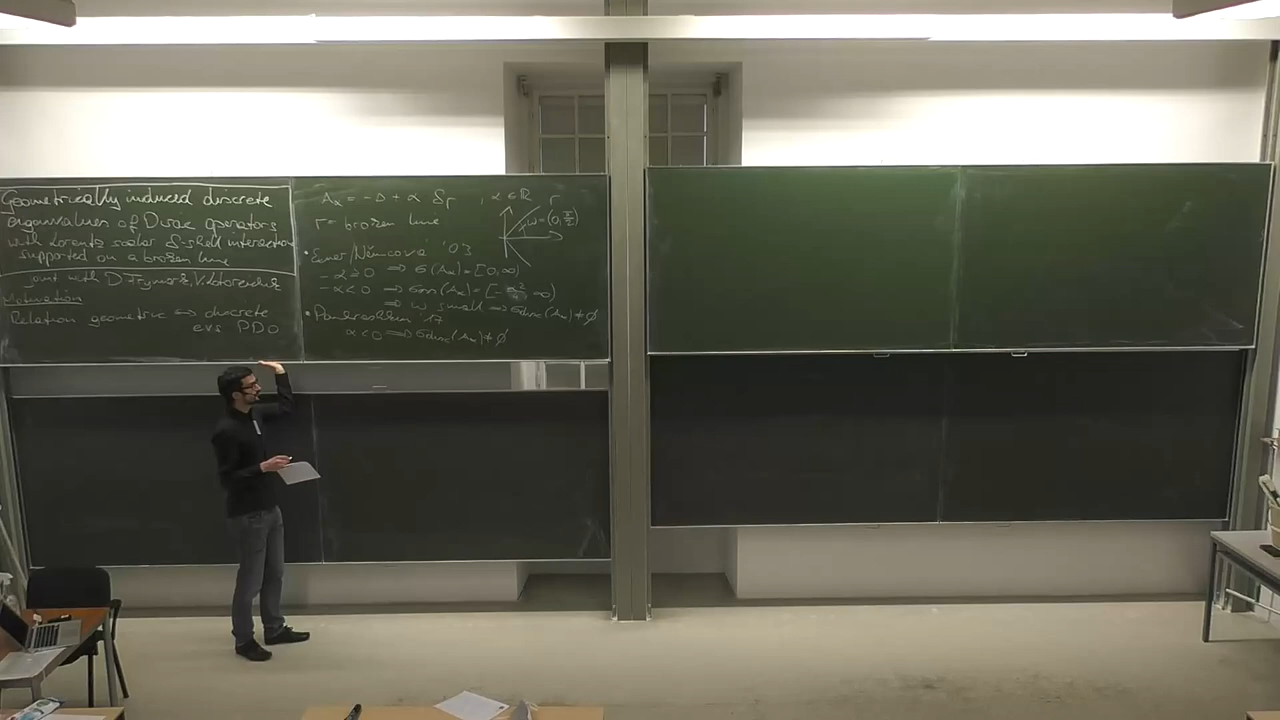 Geometrically induced discrete
eigenvalues of Dirac operators
with Lorentz scalar δ-shell interaction
supported on a broken line
joint with D. Frymark, V. Lotoreichik
Motivation
Relation geometric ↔ discrete
evs PDO
A_α = -Δ + α δ_Γ , α ∈ ℝ
Γ = broken line
Γ
ω = (0, π/2)
• Exner/Němcová '03
- α ≥ 0 ⇒ σ(A_α) = [0, ∞)
- α < 0 ⇒ σ_ess(A_α) = [-α²/4, ∞)
⇒ ω small ⇒ σ_disc(A_α) ≠ ∅
• Pankrashkin '17
α < 0 ⇒ σ_disc(A_α) ≠ ∅